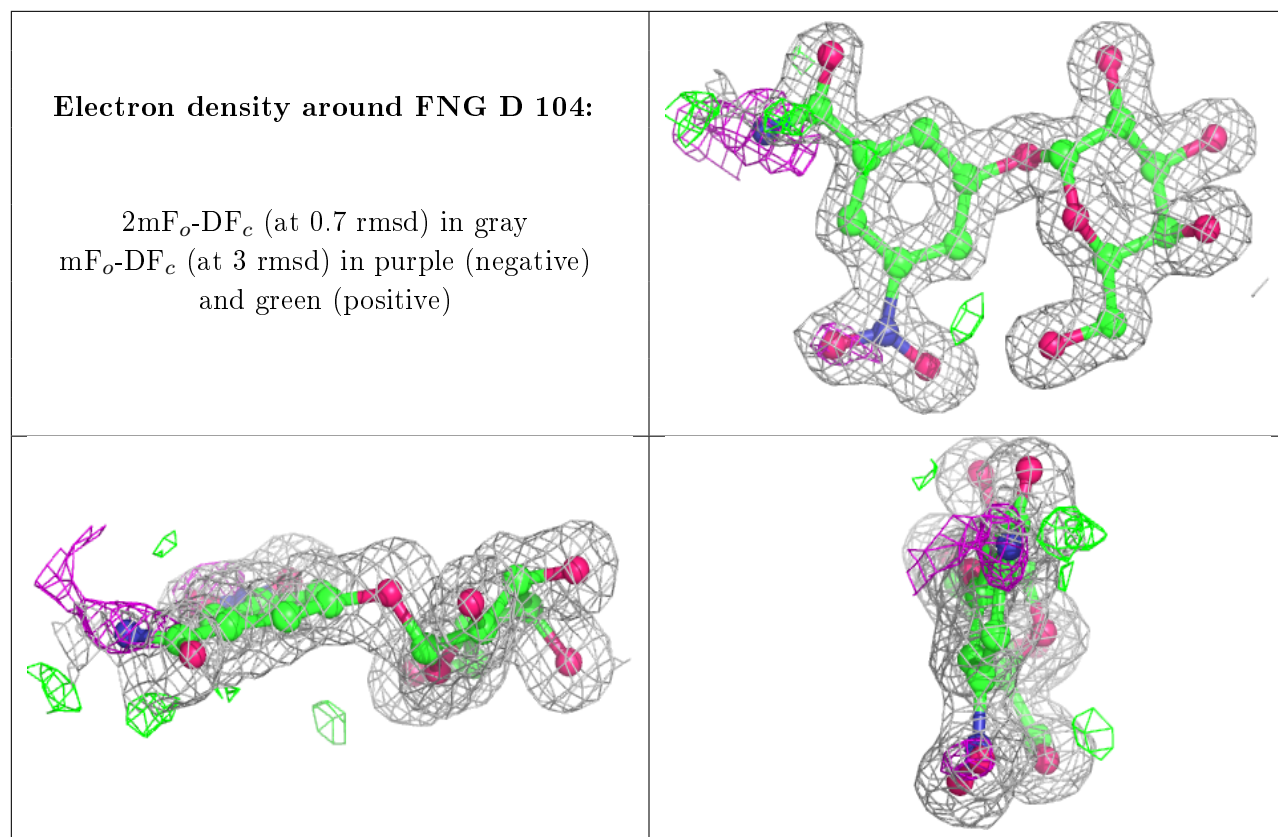 Electron density around FNG D 104:
2mFo-DFc (at 0.7 rmsd) in gray
mFo-DFc (at 3 rmsd) in purple (negative)
and green (positive)